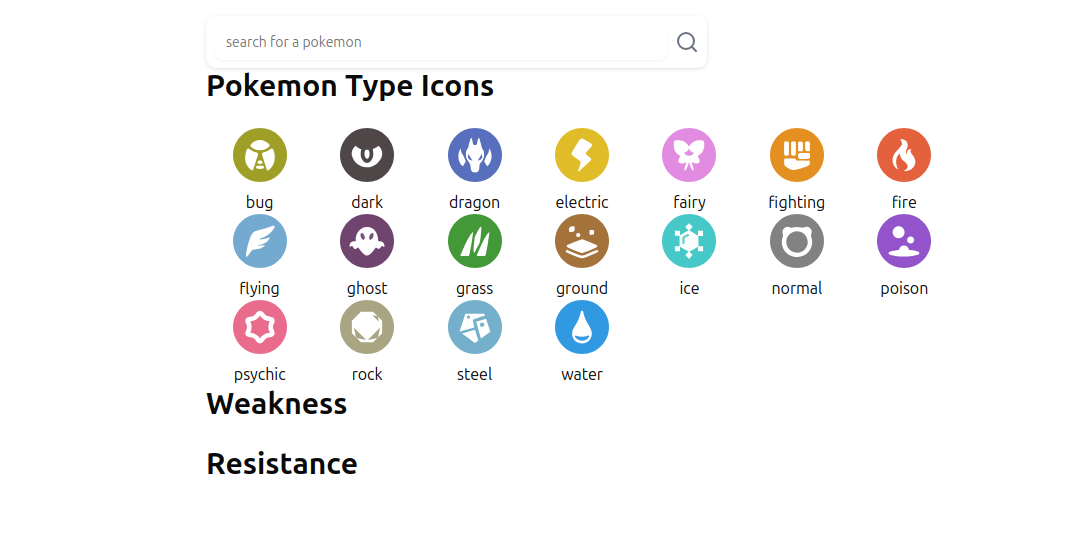 search for a pokemon
Pokemon Type Icons
bug dark dragon electric fairy fighting fire
flying ghost grass ground ice normal poison
psychic rock steel water
Weakness
Resistance